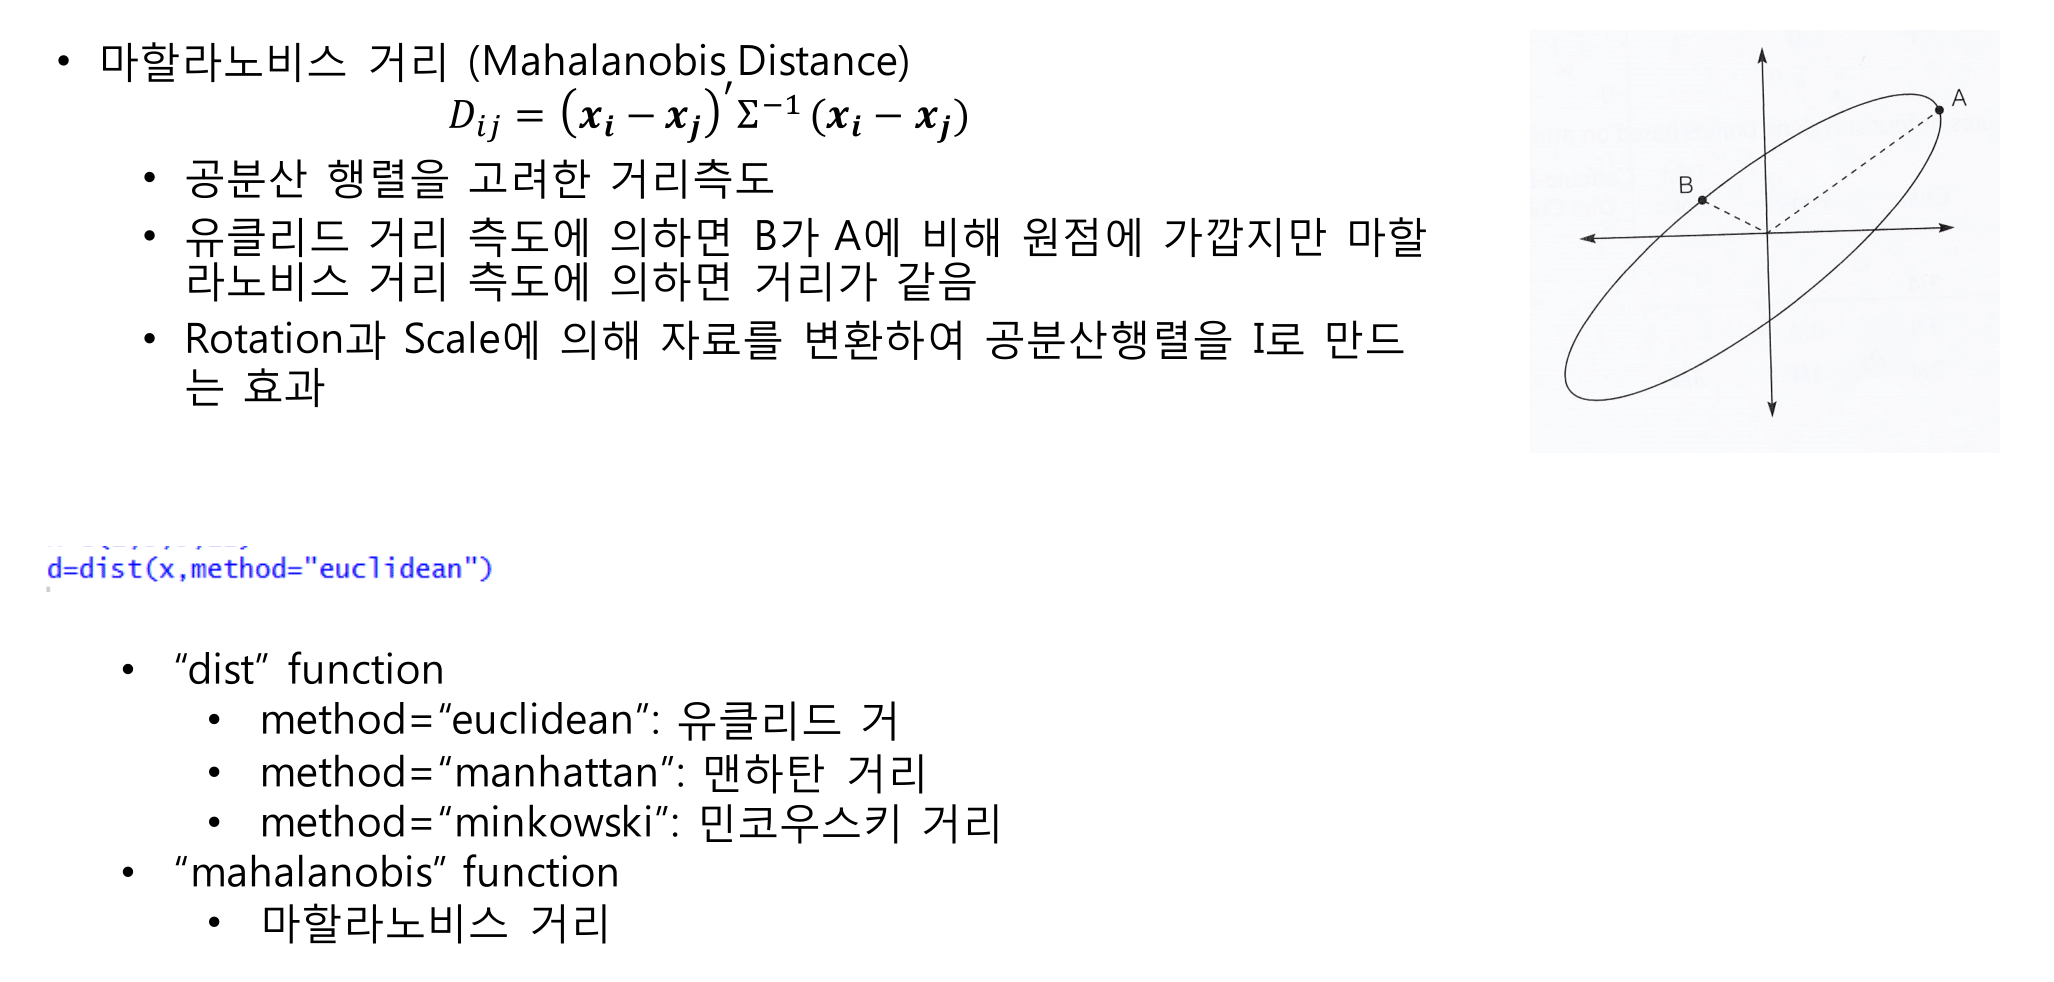 • 마할라노비스 거리 (Mahalanobis Distance)
D_{ij} = (x_i − x_j)′ Σ^{−1} (x_i − x_j)
• 공분산 행렬을 고려한 거리측도
• 유클리드 거리 측도에 의하면 B가 A에 비해 원점에 가깝지만 마할
라노비스 거리 측도에 의하면 거리가 같음
• Rotation과 Scale에 의해 자료를 변환하여 공분산행렬을 I로 만드
는 효과
A
B
d=dist(x,method="euclidean")
• “dist” function
• method=“euclidean”: 유클리드 거
• method=“manhattan”: 맨하탄 거리
• method=“minkowski”: 민코우스키 거리
• “mahalanobis” function
• 마할라노비스 거리